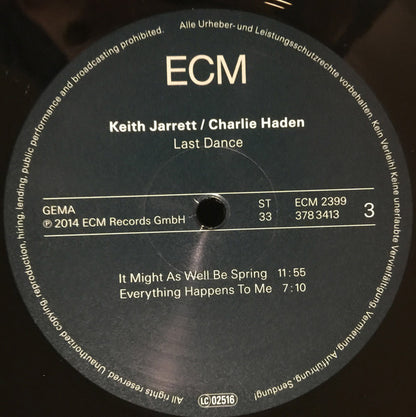 All rights reserved. Unauthorized copying, reproduction, hiring, lending, public performance and broadcasting prohibited.
Alle Urheber- und Leistungsschutzrechte vorbehalten. Kein Verleih! Keine unerlaubte Vervielfältigung, Vermietung, Aufführung, Sendung!
ECM
Keith Jarrett / Charlie Haden
Last Dance
GEMA ST ECM 2399
℗ 2014 ECM Records GmbH 33 378 3413 3
It Might As Well Be Spring 11:55
Everything Happens To Me 7:10
LC 02516